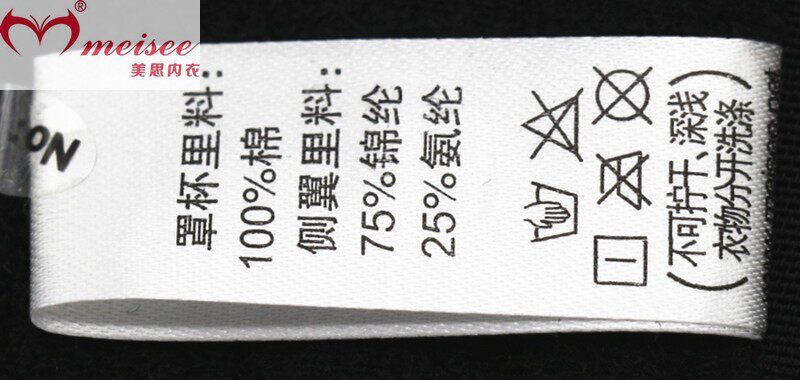 meisee®
美思内衣
No:
罩杯里料:
100%棉
侧翼里料:
75%锦纶
25%氨纶
(不可拧干、深浅
衣物分开洗涤)